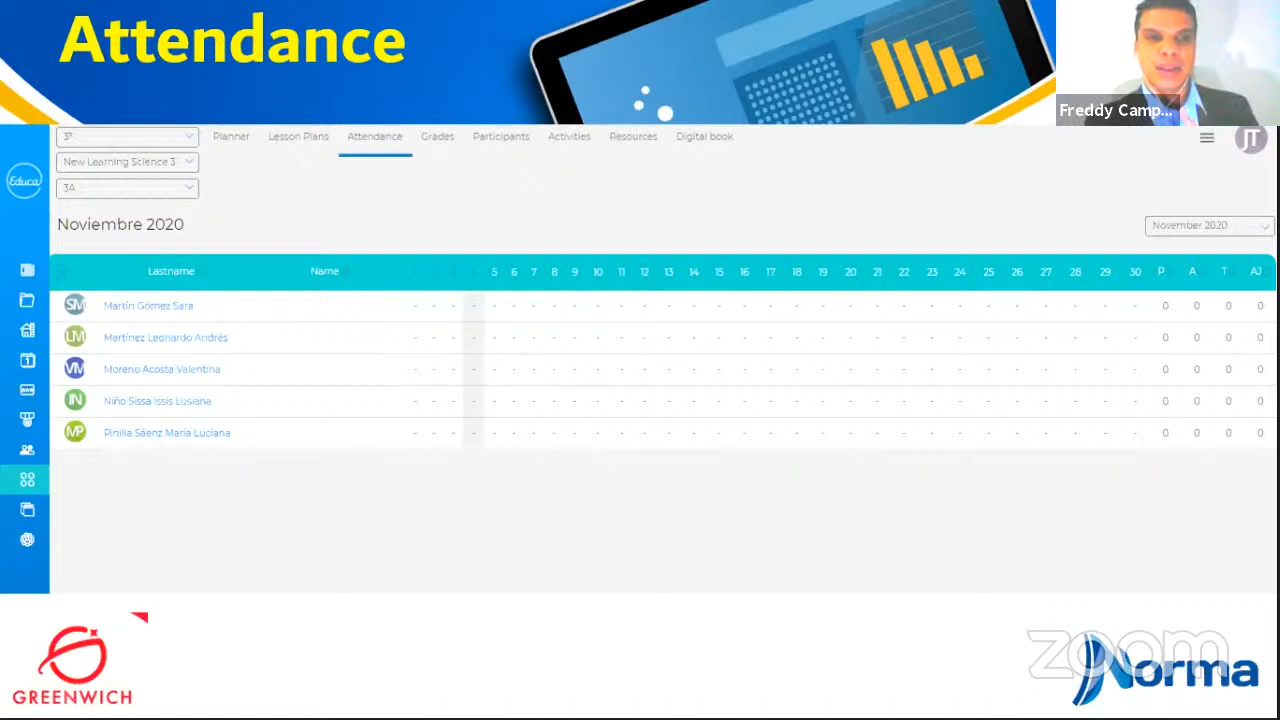 Attendance
Freddy Camp...
3º
Planner Lesson Plans Attendance Grades Participants Activities Resources Digital book
JT
New Learning Science 3
Educa
3A
Noviembre 2020
November 2020
Lastname Name 5 6 7 8 9 10 11 12 13 14 15 16 17 18 19 20 21 22 23 24 25 26 27 28 29 30 P A T AJ
SM Martín Gómez Sara - - - - - - - - - - - - - - - - - - - - - - - - - - - - - - 0 0 0 0
LM Martínez Leonardo Andrés - - - - - - - - - - - - - - - - - - - - - - - - - - - - - - 0 0 0 0
VM Moreno Acosta Valentina - - - - - - - - - - - - - - - - - - - - - - - - - - - - - - 0 0 0 0
IN Niño Sissa Issis Lusiana - - - - - - - - - - - - - - - - - - - - - - - - - - - - - - 0 0 0 0
MP Pinilla Sáenz María Luciana - - - - - - - - - - - - - - - - - - - - - - - - - - - - - - 0 0 0 0
GREENWICH
zoom
Norma